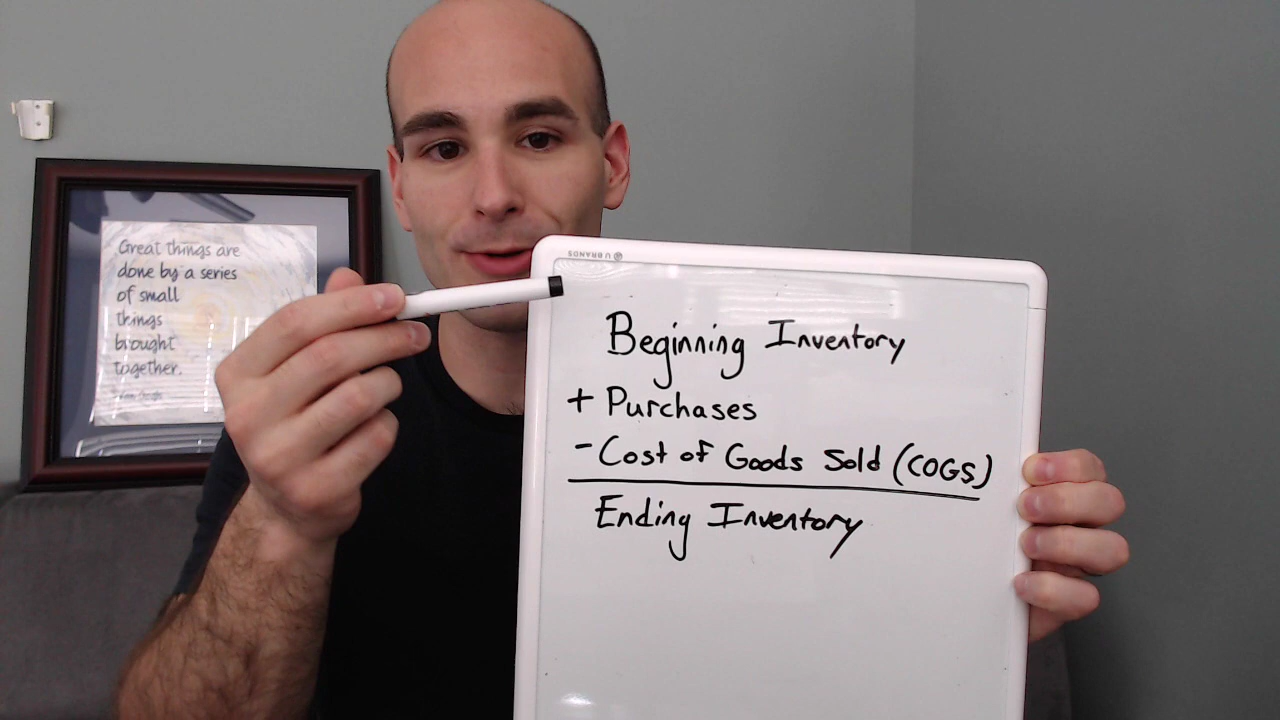 Great things are
done by a series
of small
things
brought
together.
U BRANDS
Beginning Inventory
+ Purchases
- Cost of Goods Sold (COGS)
Ending Inventory